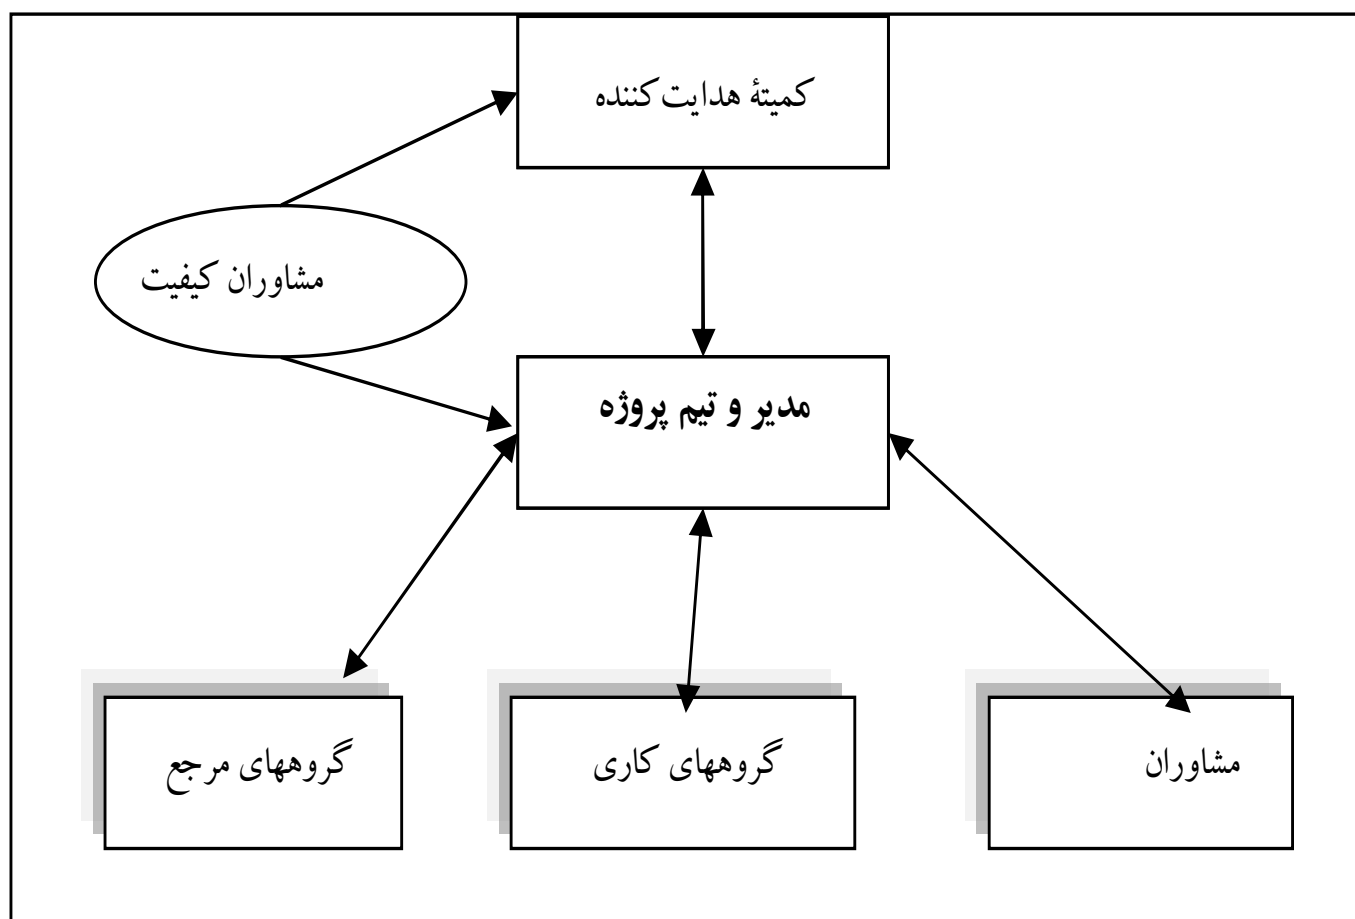 کمیتهٔ هدایت‌کننده
مشاوران کیفیت
مدیر و تیم پروژه
مشاوران
گروههای کاری
گروههای مرجع